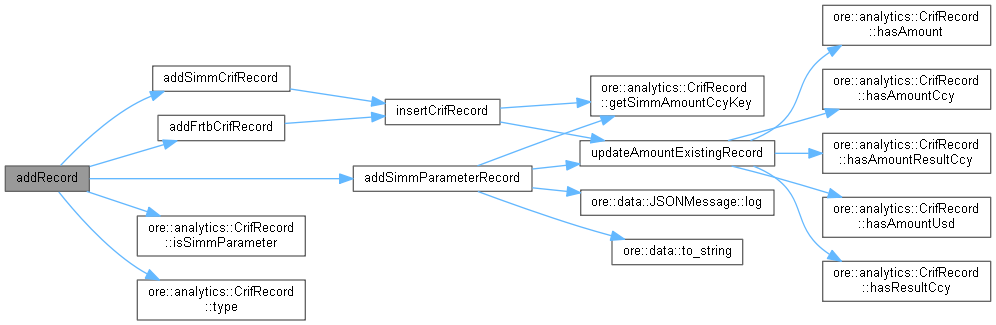 addRecord
addSimmCrifRecord
addFrtbCrifRecord
insertCrifRecord
addSimmParameterRecord
ore::analytics::CrifRecord
::isSimmParameter
ore::analytics::CrifRecord
::type
ore::analytics::CrifRecord
::getSimmAmountCcyKey
updateAmountExistingRecord
ore::data::JSONMessage::log
ore::data::to_string
ore::analytics::CrifRecord
::hasAmount
ore::analytics::CrifRecord
::hasAmountCcy
ore::analytics::CrifRecord
::hasAmountResultCcy
ore::analytics::CrifRecord
::hasAmountUsd
ore::analytics::CrifRecord
::hasResultCcy